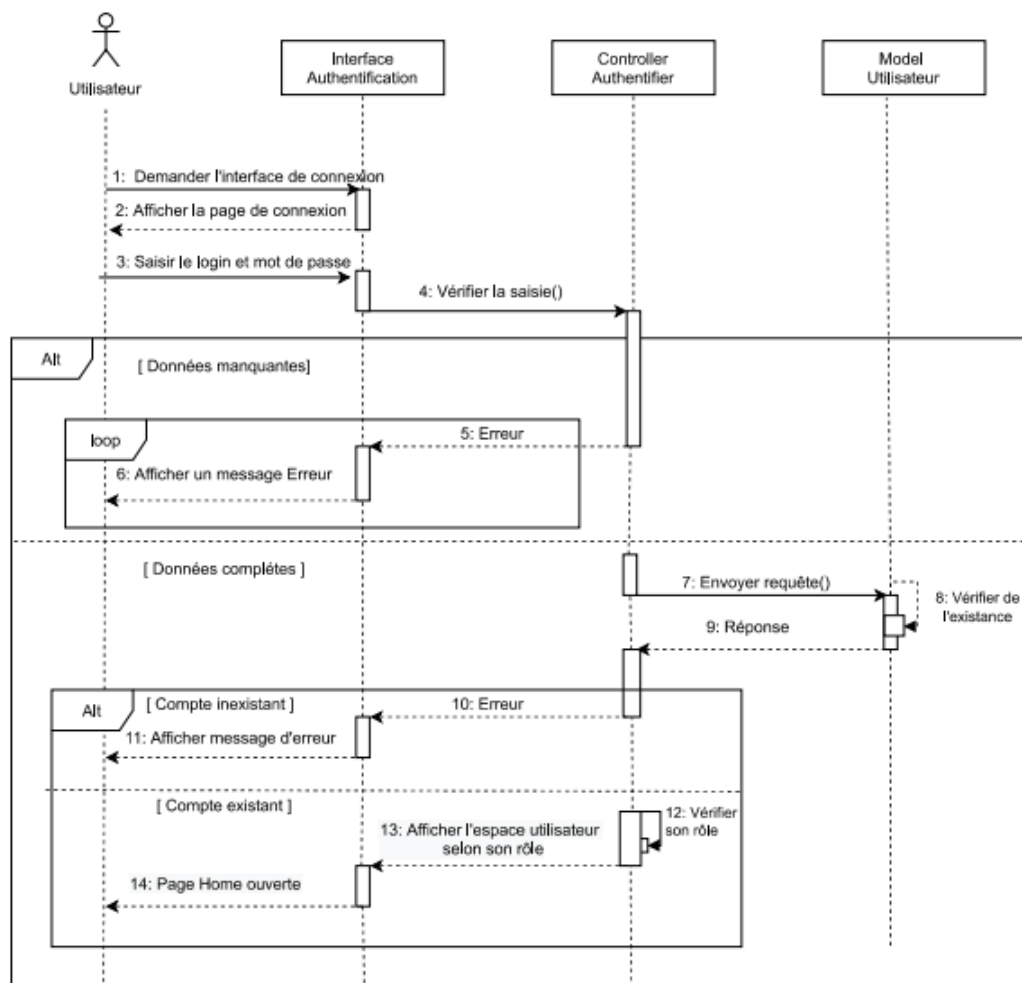 Utilisateur
Interface
Authentification
Controller
Authentifier
Model
Utilisateur
1: Demander l'interface de connexion
2: Afficher la page de connexion
3: Saisir le login et mot de passe
4: Vérifier la saisie()
Alt
[ Données manquantes]
loop
5: Erreur
6: Afficher un message Erreur
[ Données complétes ]
7: Envoyer requête()
8: Vérifier de
l'existance
9: Réponse
Alt
[ Compte inexistant ]
10: Erreur
11: Afficher message d'erreur
[ Compte existant ]
12: Vérifier
son rôle
13: Afficher l'espace utilisateur
selon son rôle
14: Page Home ouverte